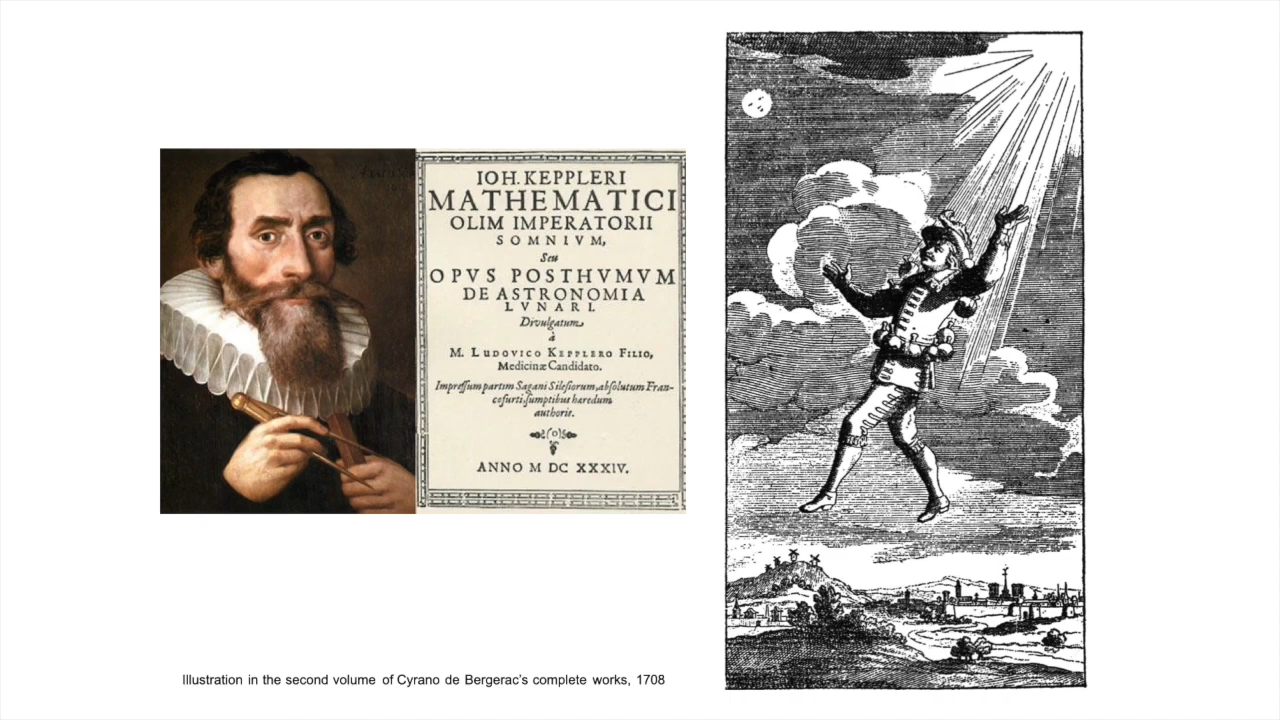 IOH. KEPPLERI
MATHEMATICI
OLIM IMPERATORII
SOMNIVM,
Seu
OPVS POSTHVMVM
DE ASTRONOMIA
LVNARI.
Divulgatum
à
M. LUDOVICO KEPPLERO FILIO,
Medicinæ Candidato.
Impressum partim Sagani Silesiorum, absolutum Fran-
cofurti, sumptibus hæredum
authoris.
ANNO M DC XXXIV.
Illustration in the second volume of Cyrano de Bergerac’s complete works, 1708